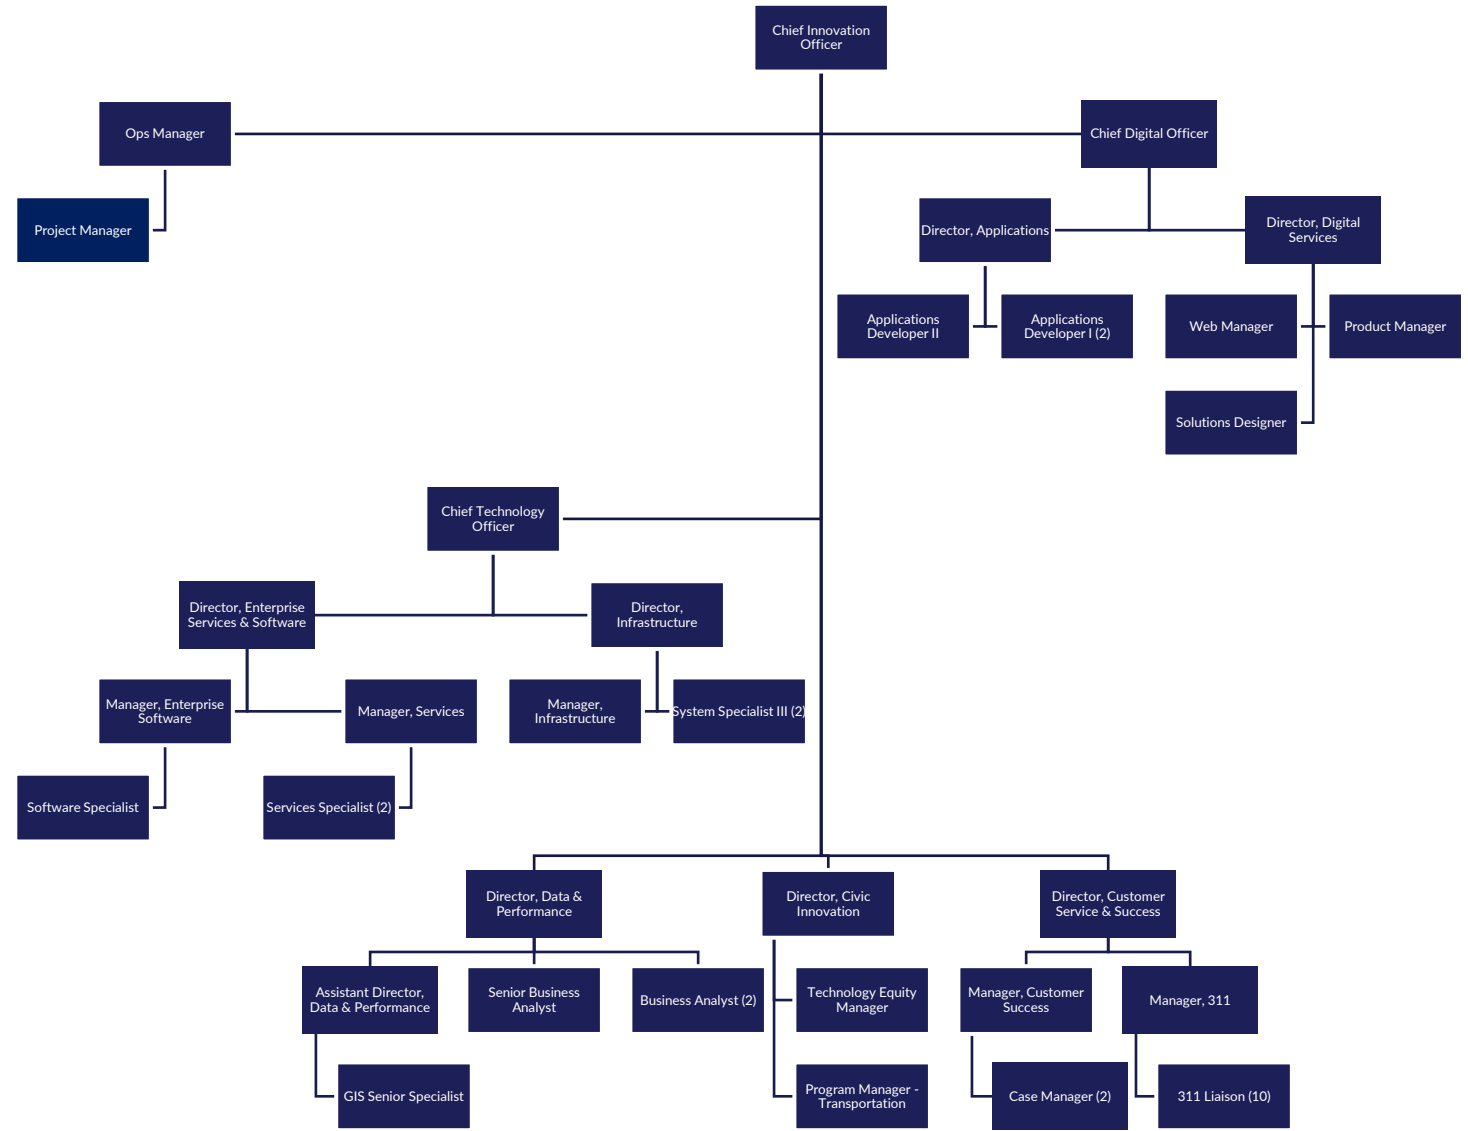 Chief Innovation
Officer
Ops Manager
Chief Digital Officer
Project Manager
Director, Applications
Director, Digital
Services
Applications
Developer II
Applications
Developer I (2)
Web Manager
Product Manager
Solutions Designer
Chief Technology
Officer
Director, Enterprise
Services & Software
Director,
Infrastructure
Manager, Enterprise
Software
Manager, Services
Manager,
Infrastructure
System Specialist III (2)
Software Specialist
Services Specialist (2)
Director, Data &
Performance
Director, Civic
Innovation
Director, Customer
Service & Success
Assistant Director,
Data & Performance
Senior Business
Analyst
Business Analyst (2)
Technology Equity
Manager
Manager, Customer
Success
Manager, 311
GIS Senior Specialist
Program Manager -
Transportation
Case Manager (2)
311 Liaison (10)